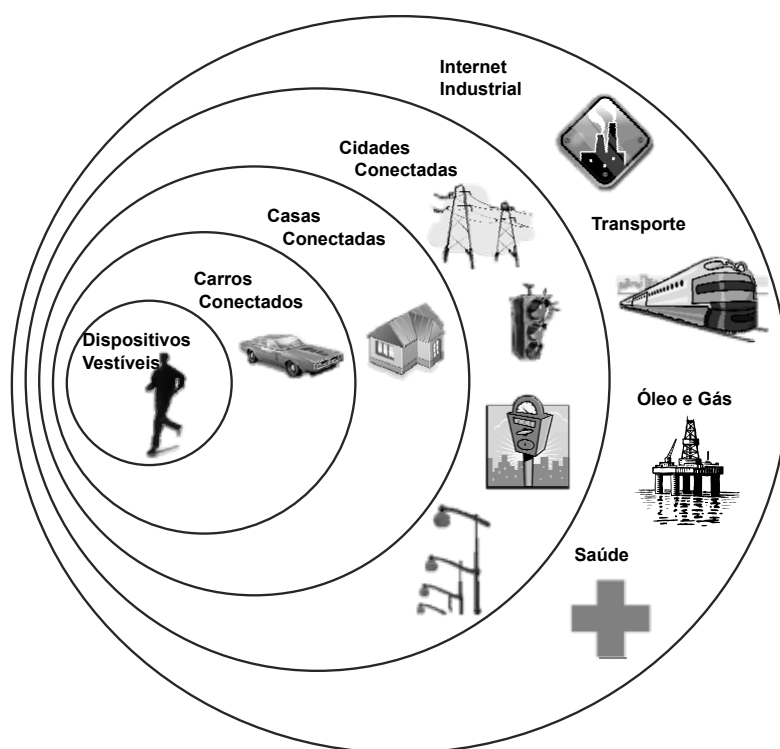 Internet
Industrial
Cidades
Conectadas
Casas
Conectadas
Transporte
Carros
Conectados
Dispositivos
Vestíveis
Óleo e Gás
Saúde